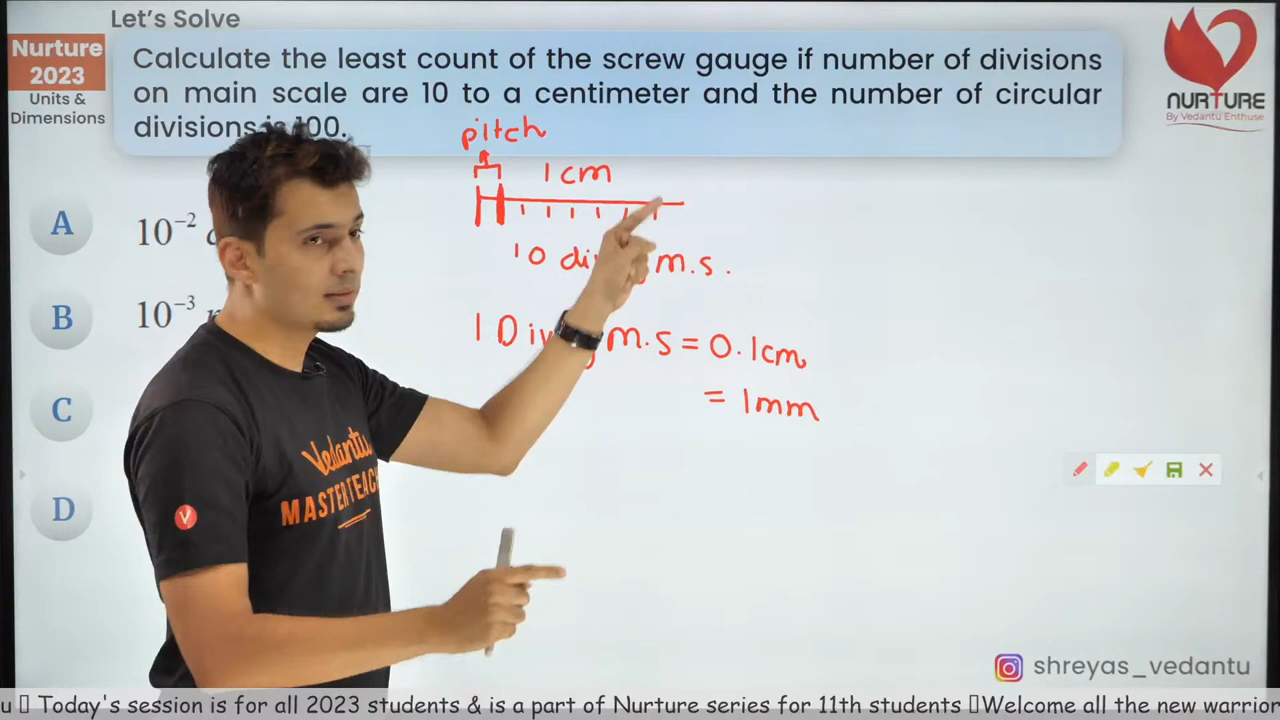 Let's Solve
Nurture
2023
Units &
Dimensions
Calculate the least count of the screw gauge if number of divisions
on main scale are 10 to a centimeter and the number of circular
divisions is 100.
NURTURE
By Vedantu Enthuse
pitch
1cm
A
10⁻²
10 m.s.
B
10⁻³
1 Div m.s = 0.1cm
= 1mm
C
D
Vedantu
MASTER
V
shreyas_vedantu
u Today's session is for all 2023 students & is a part of Nurture series for 11th students Welcome all the new warrior